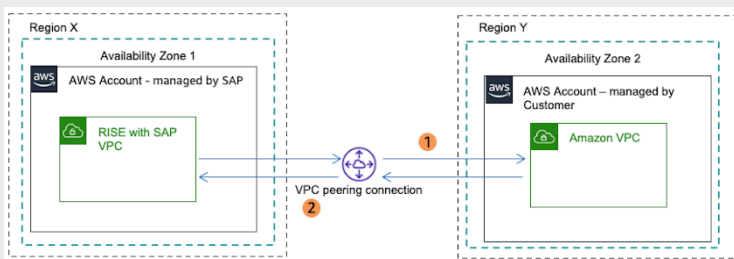 Region X
Availability Zone 1
aws
AWS Account - managed by SAP
RISE with SAP
VPC
1
VPC peering connection
2
Region Y
Availability Zone 2
aws
AWS Account – managed by
Customer
Amazon VPC